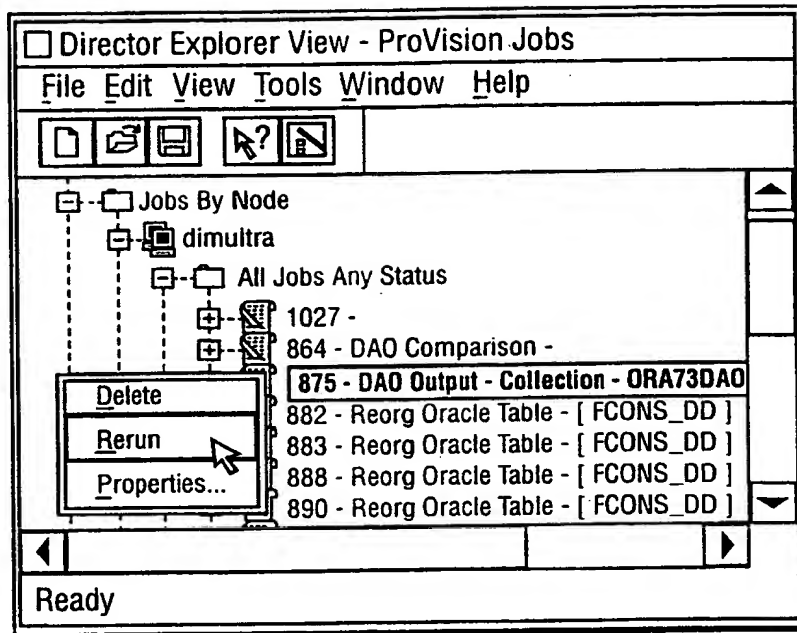 Director Explorer View - ProVision Jobs
File Edit View Tools Window Help
?
Jobs By Node
dimultra
All Jobs Any Status
1027 -
864 - DAO Comparison -
875 - DAO Output - Collection - ORA73DAO
882 - Reorg Oracle Table - [ FCONS_DD ]
883 - Reorg Oracle Table - [ FCONS_DD ]
888 - Reorg Oracle Table - [ FCONS_DD ]
890 - Reorg Oracle Table - [ FCONS_DD ]
Delete
Rerun
Properties...
Ready